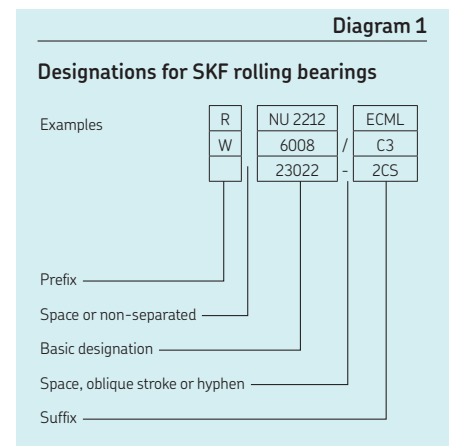 Diagram 1
Designations for SKF rolling bearings
Examples
R NU 2212 ECML
W 6008 / C3
23022 - 2CS
Prefix
Space or non-separated
Basic designation
Space, oblique stroke or hyphen
Suffix